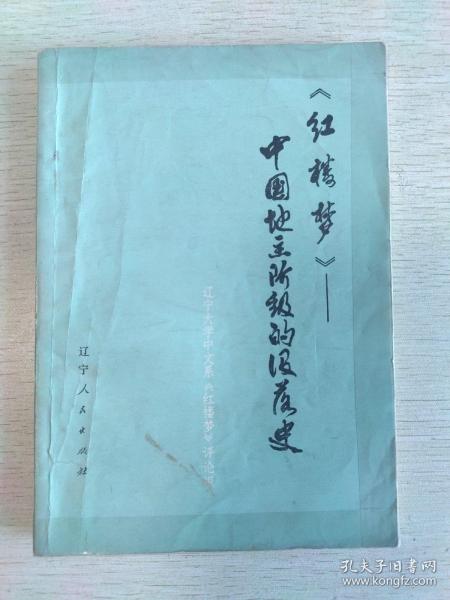 《红楼梦》——
中国地主阶级的没落史
辽宁大学中文系《红楼梦》评论
辽宁人民出版社
孔夫子旧书网
www.kongfz.com